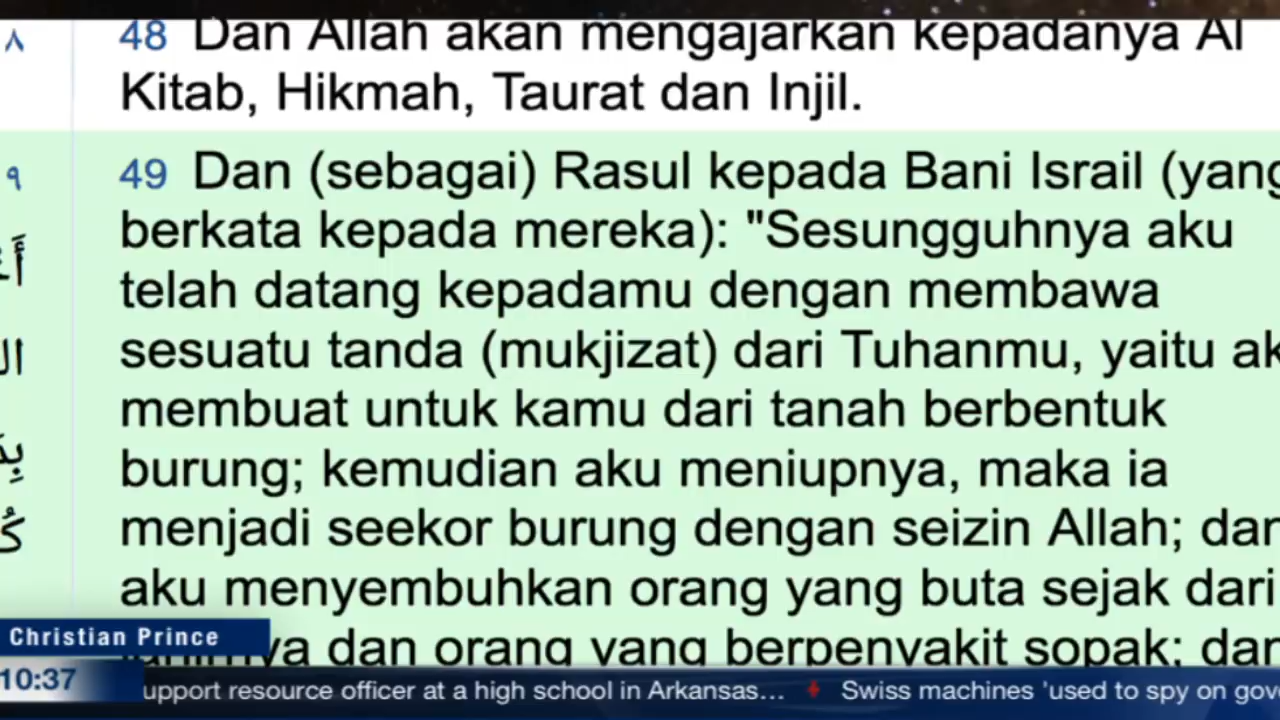 48 Dan Allah akan mengajarkan kepadanya Al
Kitab, Hikmah, Taurat dan Injil.
49 Dan (sebagai) Rasul kepada Bani Israil (yang
berkata kepada mereka): "Sesungguhnya aku
telah datang kepadamu dengan membawa
sesuatu tanda (mukjizat) dari Tuhanmu, yaitu
membuat untuk kamu dari tanah berbentuk
burung; kemudian aku meniupnya, maka ia
menjadi seekor burung dengan seizin Allah;
aku menyembuhkan orang yang buta sejak dari
dan orang yang berpenyakit sopak;
Christian Prince
10:37
resource officer at a high school in Arkansas... Swiss machines 'used to spy on